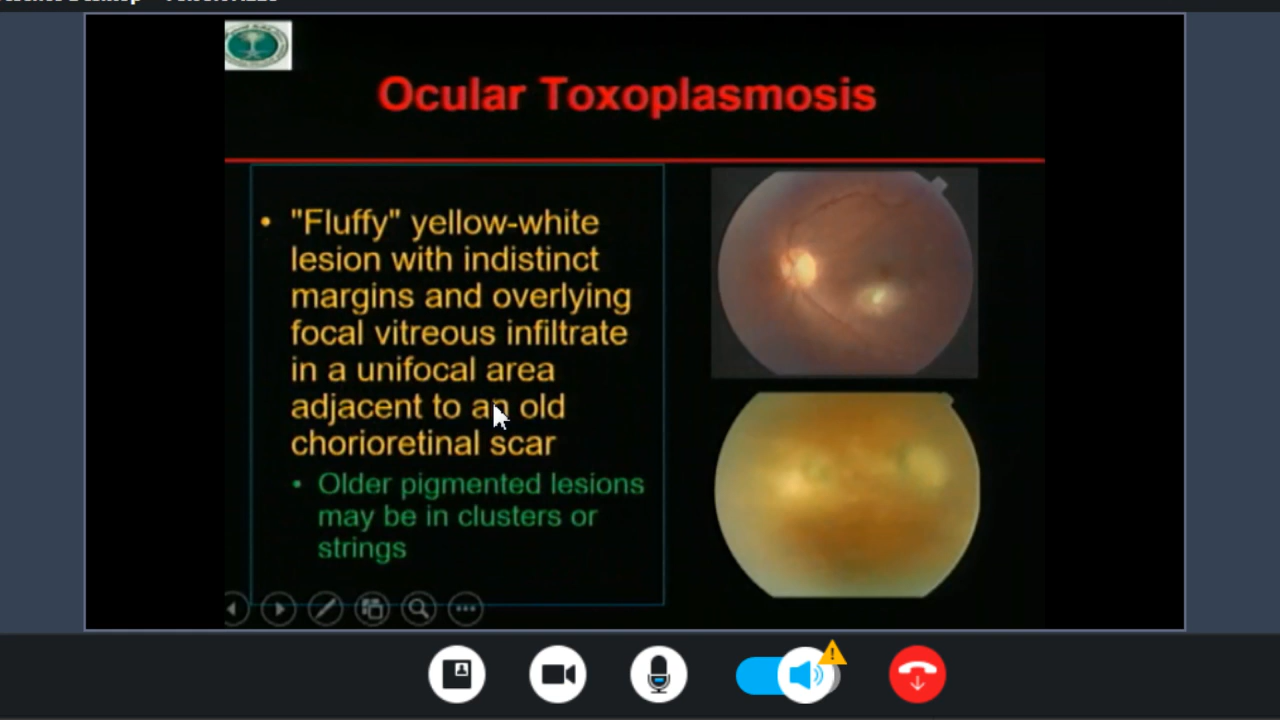 Ocular Toxoplasmosis
• "Fluffy" yellow-white
lesion with indistinct
margins and overlying
focal vitreous infiltrate
in a unifocal area
adjacent to an old
chorioretinal scar
• Older pigmented lesions
may be in clusters or
strings